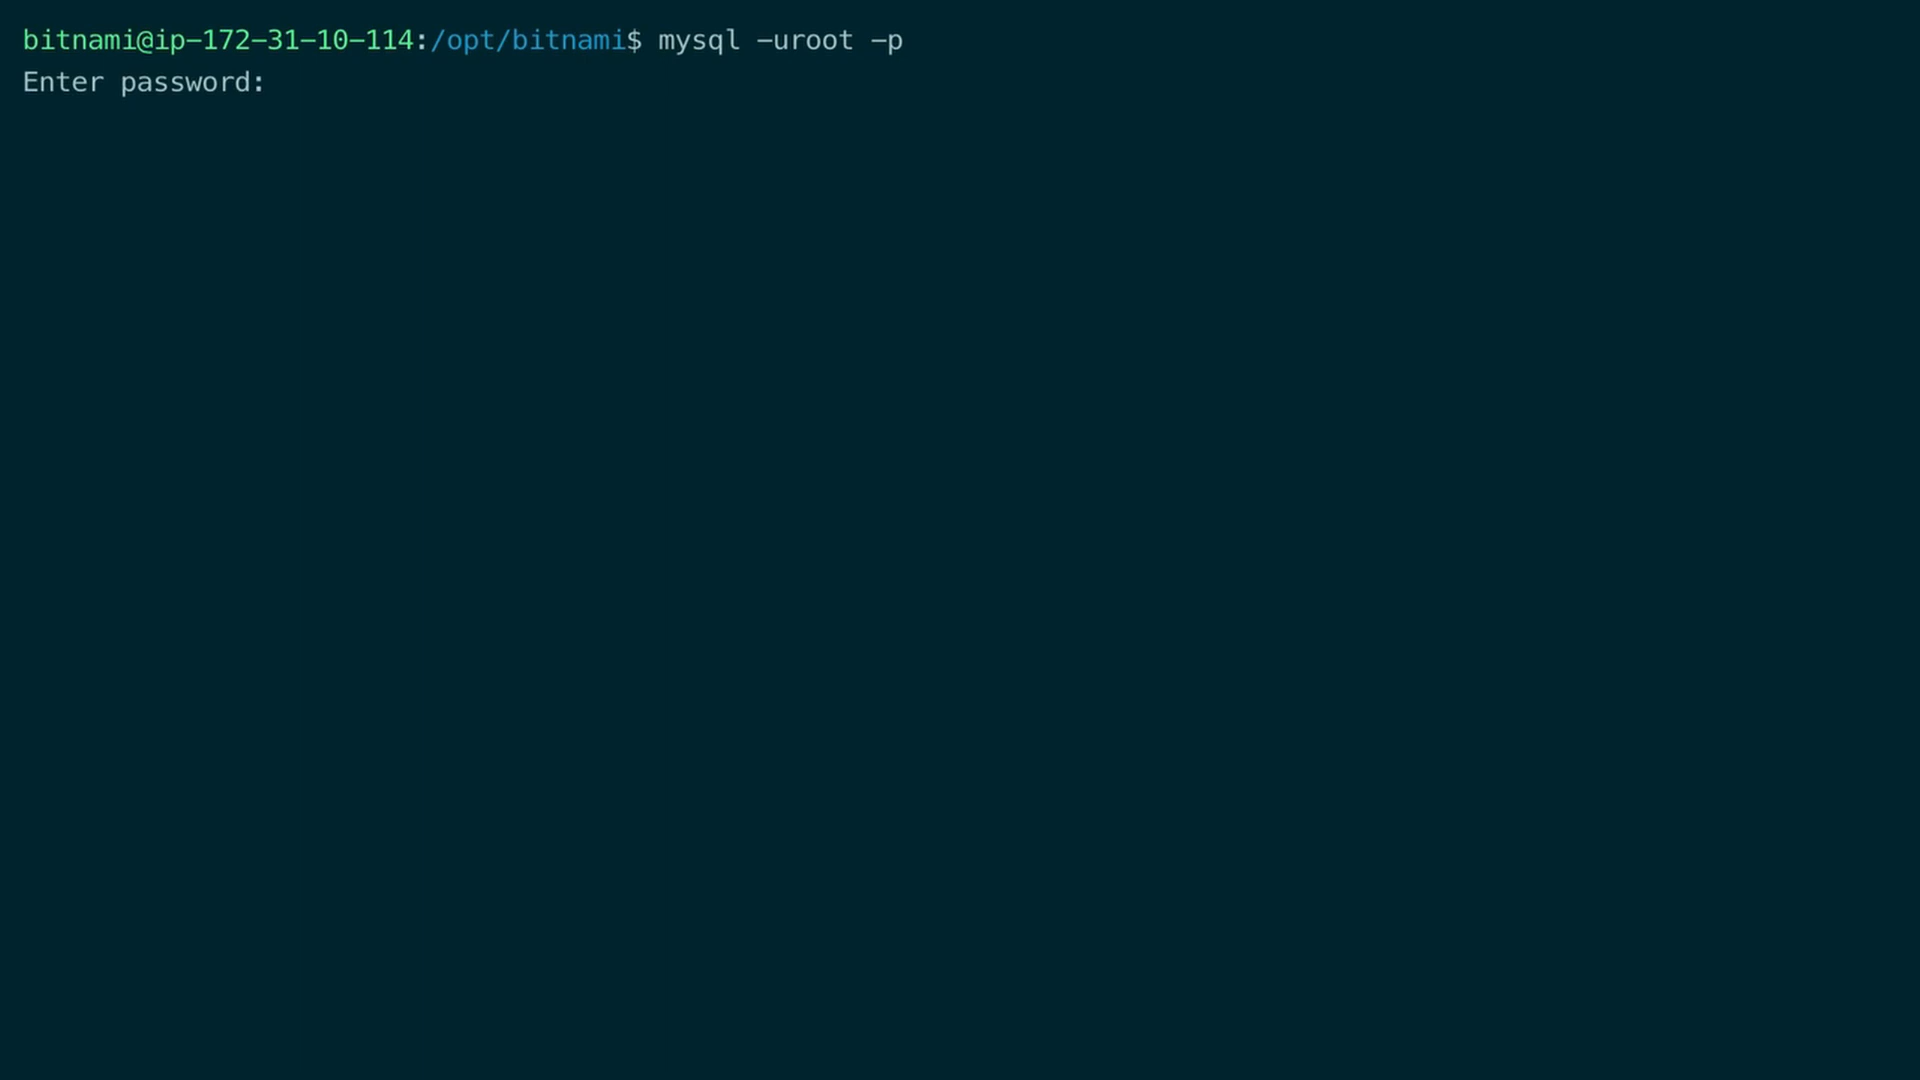 bitnami@ip-172-31-10-114:/opt/bitnami$ mysql -uroot -p
Enter password: